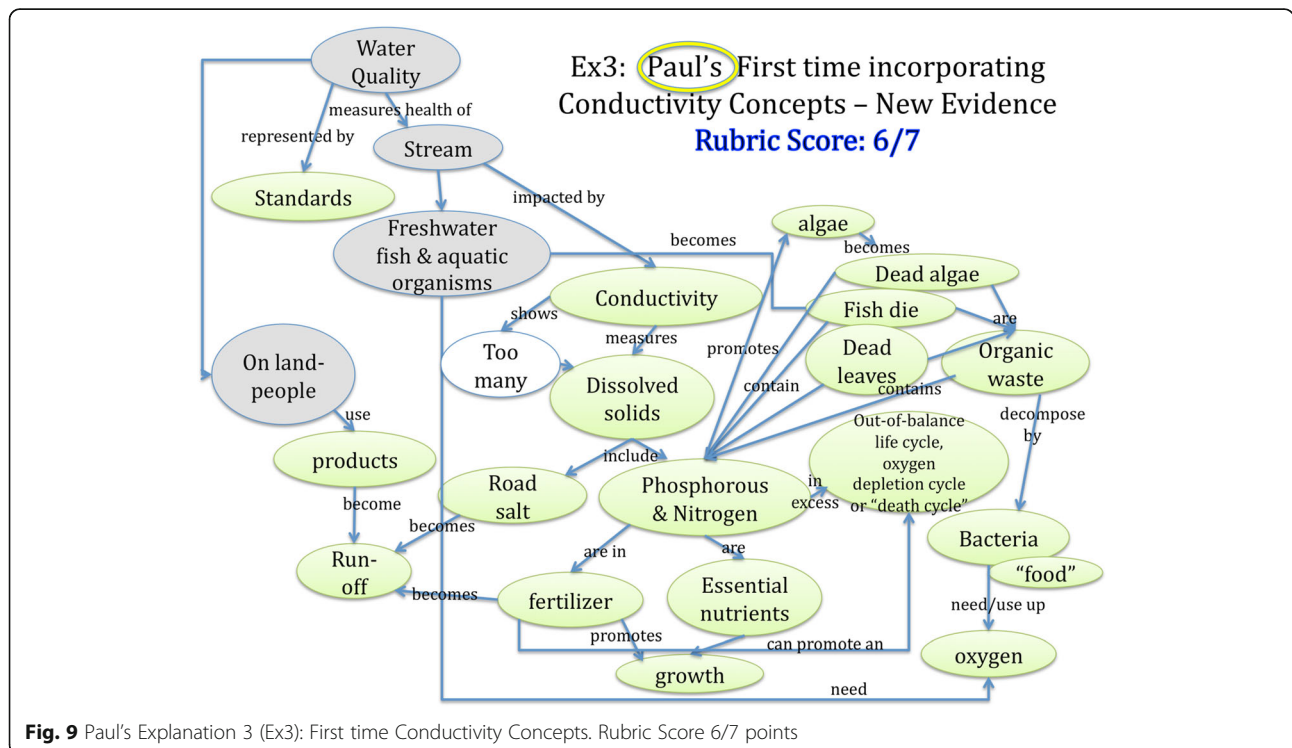 Ex3: Paul's First time incorporating
Conductivity Concepts – New Evidence
Rubric Score: 6/7
Water
Quality
measures health of
represented by
Stream
Standards
impacted by
Freshwater
fish & aquatic
organisms
becomes
algae
becomes
Dead algae
Conductivity
Fish die
are
shows
measures
promotes
Too
many
Dead
leaves
Organic
waste
On land-
people
Dissolved
solids
contain
contains
decompose
by
use
Out-of-balance
life cycle,
oxygen
depletion cycle
or “death cycle”
products
include
Road
salt
Phosphorous
& Nitrogen
in
excess
become
becomes
Bacteria
“food”
Run-
off
are in
are
becomes
fertilizer
Essential
nutrients
need/use up
promotes
can promote an
growth
oxygen
need
Fig. 9 Paul's Explanation 3 (Ex3): First time Conductivity Concepts. Rubric Score 6/7 points